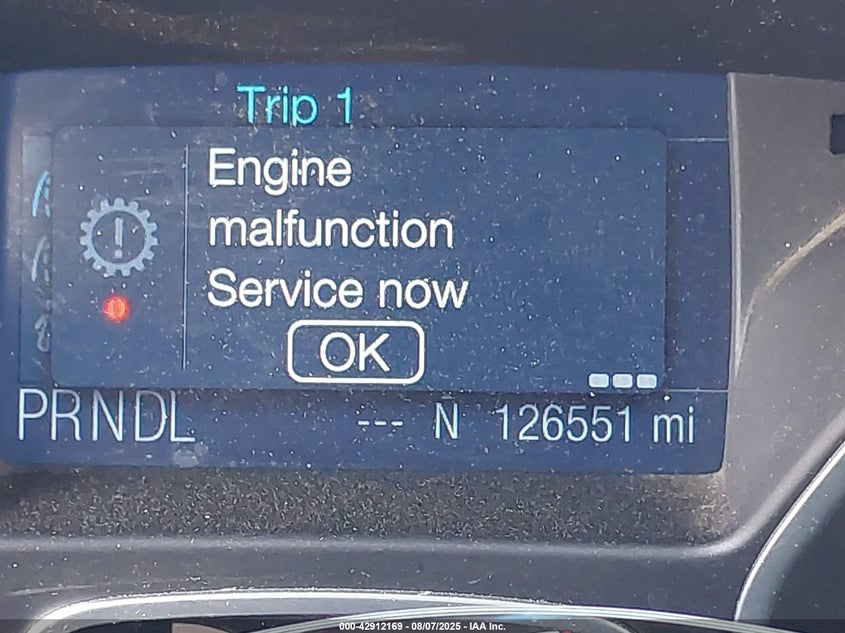 Trip 1
Engine
malfunction
Service now
OK
PRNDL --- N 126551 mi
000-42912169 - 08/07/2025 - IAA Inc.